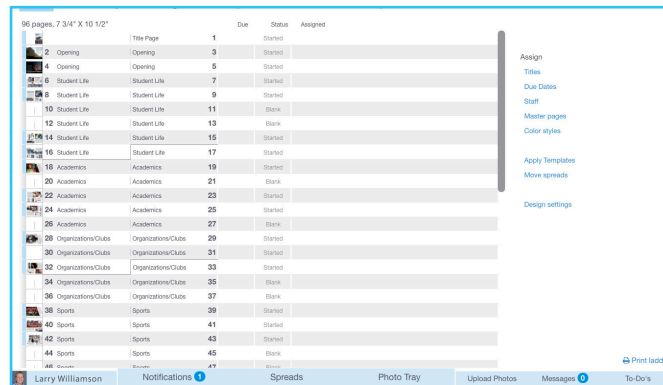 96 pages, 7 3/4" X 10 1/2" Due Status Assigned
Title Page 1 Started
2 Opening Opening 3 Started
4 Opening Opening 5 Started
6 Student Life Student Life 7 Started
8 Student Life Student Life 9 Started
10 Student Life Student Life 11 Blank
12 Student Life Student Life 13 Blank
14 Student Life Student Life 15 Started
16 Student Life Student Life 17 Started
18 Academics Academics 19 Started
20 Academics Academics 21 Blank
22 Academics Academics 23 Started
24 Academics Academics 25 Started
26 Academics Academics 27 Blank
28 Organizations/Clubs Organizations/Clubs 29 Started
30 Organizations/Clubs Organizations/Clubs 31 Started
32 Organizations/Clubs Organizations/Clubs 33 Started
34 Organizations/Clubs Organizations/Clubs 35 Blank
36 Organizations/Clubs Organizations/Clubs 37 Blank
38 Sports Sports 39 Started
40 Sports Sports 41 Started
42 Sports Sports 43 Started
44 Sports Sports 45 Blank
46 Sports Sports 47 Blank
Assign
Titles
Due Dates
Staff
Master pages
Color styles
Apply Templates
Move spreads
Design settings
Print ladd
Larry Williamson Notifications 1 Spreads Photo Tray Upload Photos Messages 0 To-Do's